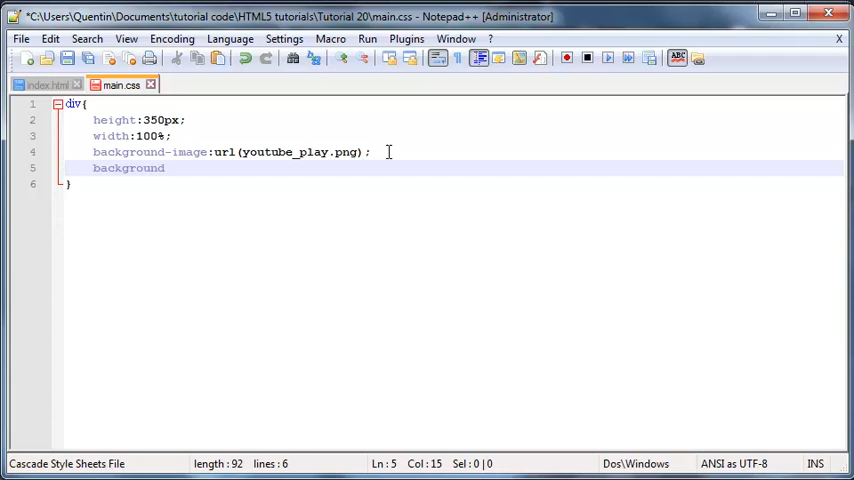 *C:\Users\Quentin\Documents\tutorial code\HTML5 tutorials\Tutorial 20\main.css - Notepad++ [Administrator]
File Edit Search View Encoding Language Settings Macro Run Plugins Window ? X
index.html main.css
1 div{
2 height:350px;
3 width:100%;
4 background-image:url(youtube_play.png);
5 background
6 }
Cascade Style Sheets File length : 92 lines : 6 Ln : 5 Col : 15 Sel : 0 | 0 Dos\Windows ANSI as UTF-8 INS